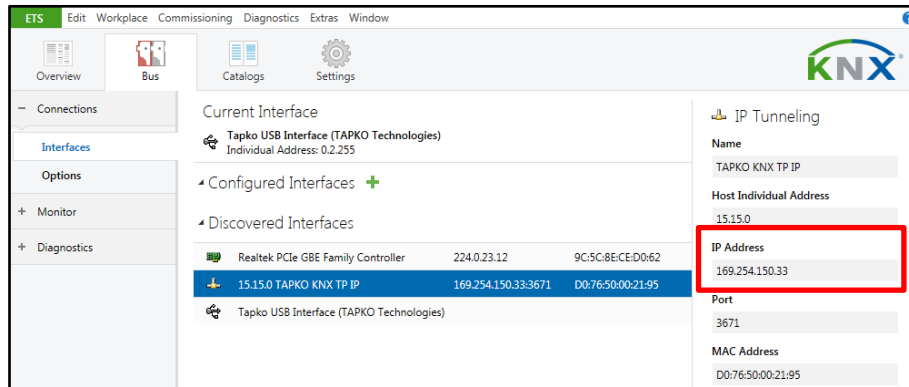 ETS Edit Workplace Commissioning Diagnostics Extras Window
Overview Bus Catalogs Settings
KNX
Connections
Interfaces
Options
Monitor
Diagnostics
Current Interface
Tapko USB Interface (TAPKO Technologies)
Individual Address: 0.2.255
Configured Interfaces
Discovered Interfaces
Realtek PCIe GBE Family Controller 224.0.23.12 9C:5C:8E:CE:D0:62
15.15.0 TAPKO KNX TP IP 169.254.150.33:3671 D0:76:50:00:21:95
Tapko USB Interface (TAPKO Technologies)
IP Tunneling
Name
TAPKO KNX TP IP
Host Individual Address
15.15.0
IP Address
169.254.150.33
Port
3671
MAC Address
D0:76:50:00:21:95